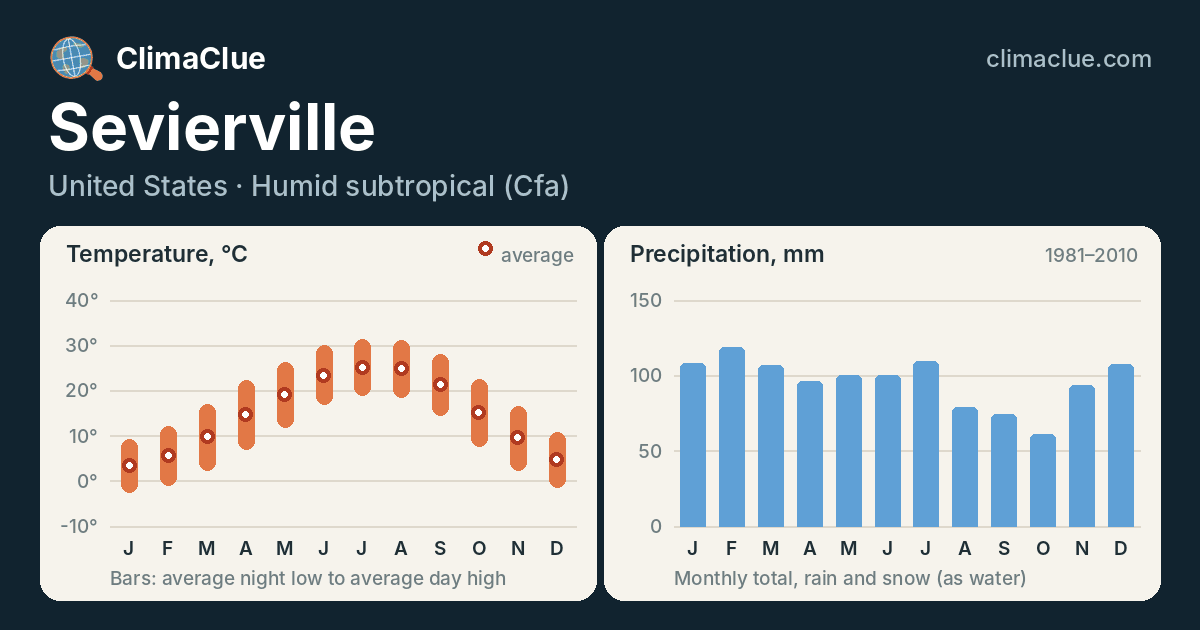 ClimaClue
climaclue.com
Sevierville
United States · Humid subtropical (Cfa)
Temperature, °C
average
40°
30°
20°
10°
0°
-10°
J F M A M J J A S O N D
Bars: average night low to average day high
Precipitation, mm
1981–2010
150
100
50
0
J F M A M J J A S O N D
Monthly total, rain and snow (as water)